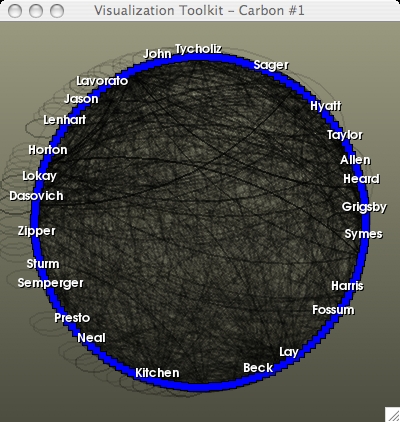 Visualization Toolkit - Carbon #1
John
Tycholiz
Sager
Lavorato
Jason
Hyatt
Lenhart
Taylor
Horton
Allen
Lokay
Heard
Dasovich
Grigsby
Zipper
Symes
Sturm
Semperger
Harris
Presto
Fossum
Neal
Lay
Kitchen
Beck